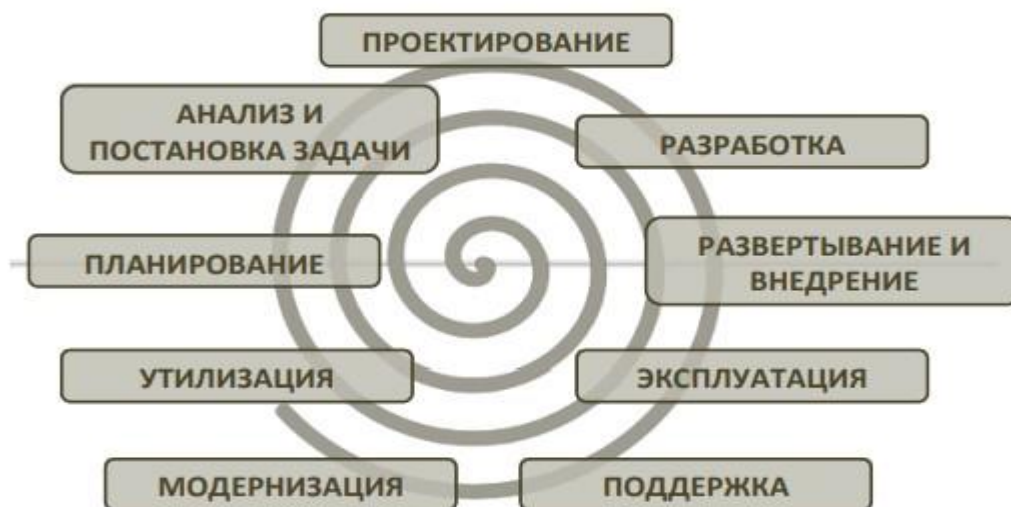 ПРОЕКТИРОВАНИЕ
АНАЛИЗ И
ПОСТАНОВКА ЗАДАЧИ
РАЗРАБОТКА
ПЛАНИРОВАНИЕ
РАЗВЕРТЫВАНИЕ И
ВНЕДРЕНИЕ
УТИЛИЗАЦИЯ
ЭКСПЛУАТАЦИЯ
МОДЕРНИЗАЦИЯ
ПОДДЕРЖКА